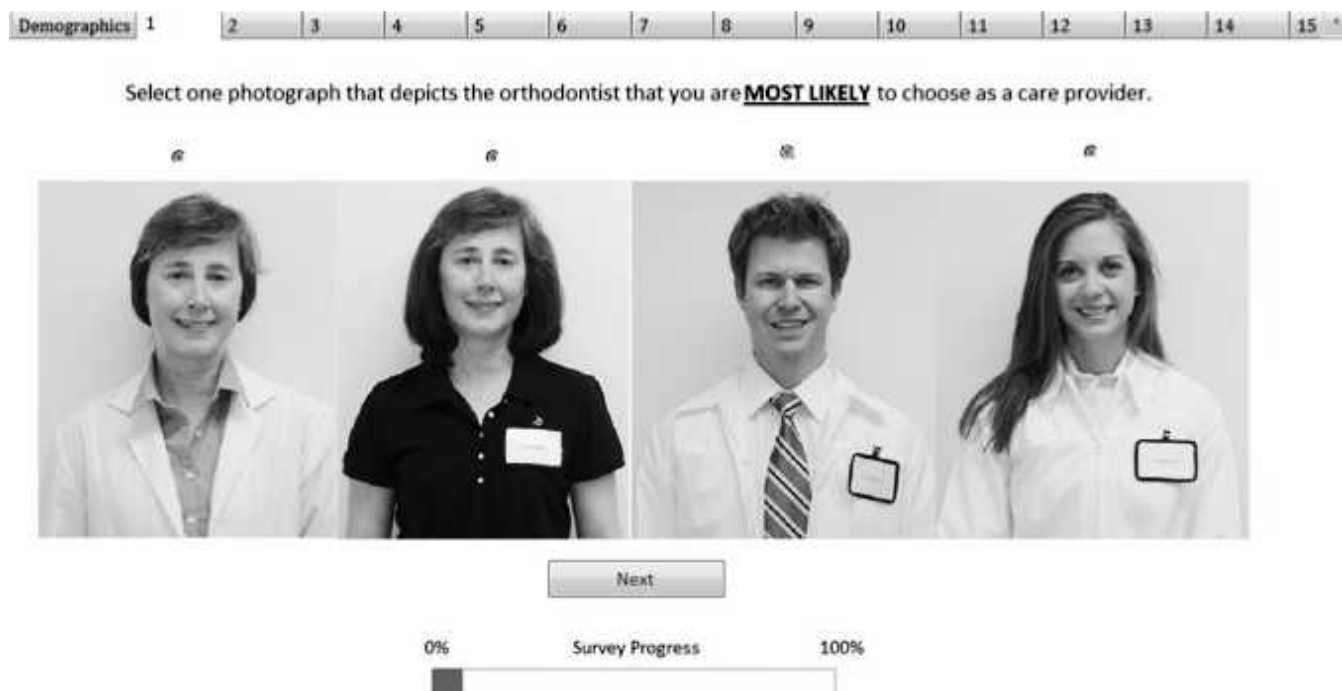 Demographics 1 2 3 4 5 6 7 8 9 10 11 12 13 14 15
Select one photograph that depicts the orthodontist that you are MOST LIKELY to choose as a care provider.
Next
0% Survey Progress 100%